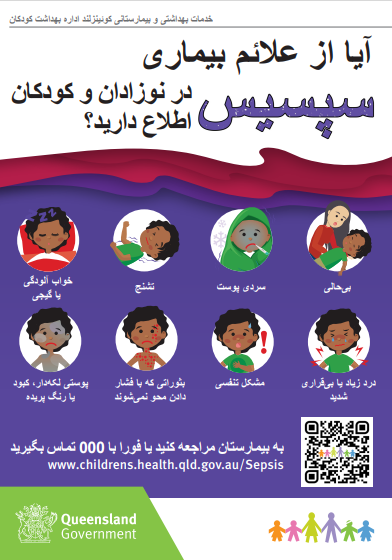 خدمات بهداشتی و بیمارستانی کوئینزلند اداره بهداشت کودکان
آیا از علائم بیماری
سپسیس
در نوزادان و کودکان
اطلاع دارید؟
بی‌حالی
سردی پوست
تشنج
خواب آلودگی
یا گیجی
درد زیاد یا بی‌قراری
شدید
مشکل تنفسی
بثوراتی که با فشار
دادن محو نمی‌شوند
پوستی لکه‌دار، کبود
یا رنگ پریده
به بیمارستان مراجعه کنید یا فورا با 000 تماس بگیرید
www.childrens.health.qld.gov.au/Sepsis
Queensland
Government